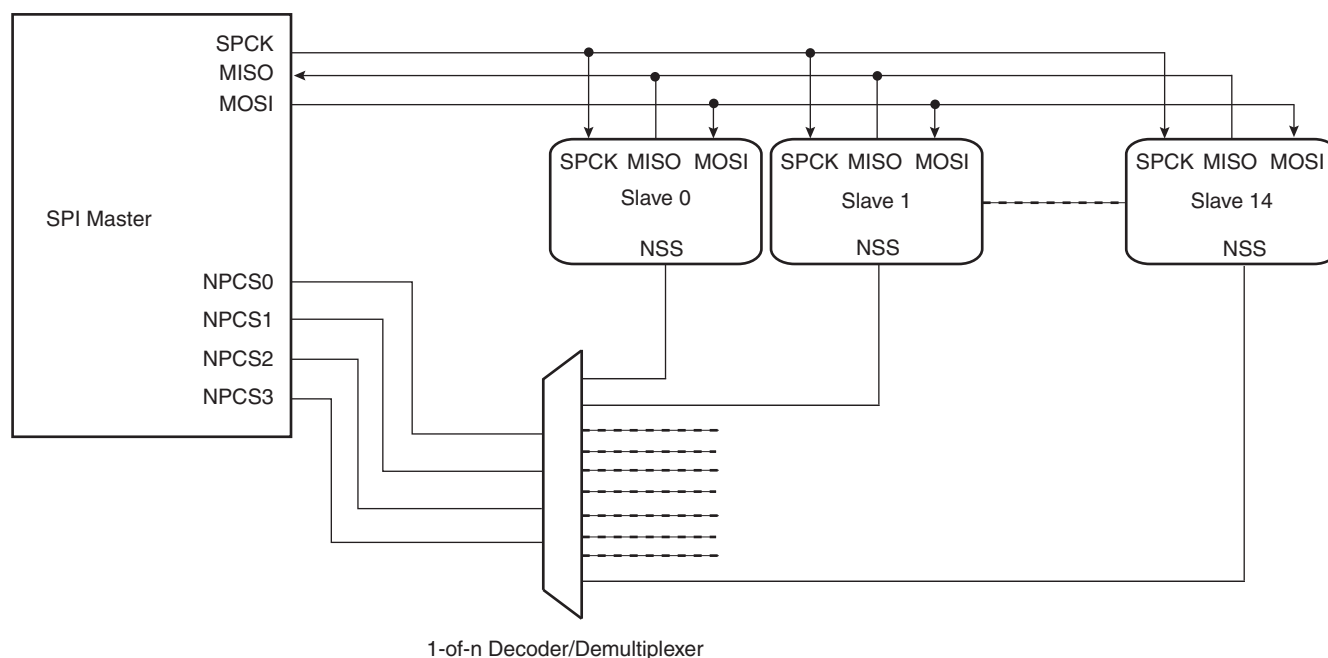 SPCK
MISO
MOSI
SPI Master
NPCS0
NPCS1
NPCS2
NPCS3
SPCK MISO MOSI
Slave 0
NSS
SPCK MISO MOSI
Slave 1
NSS
SPCK MISO MOSI
Slave 14
NSS
1-of-n Decoder/Demultiplexer